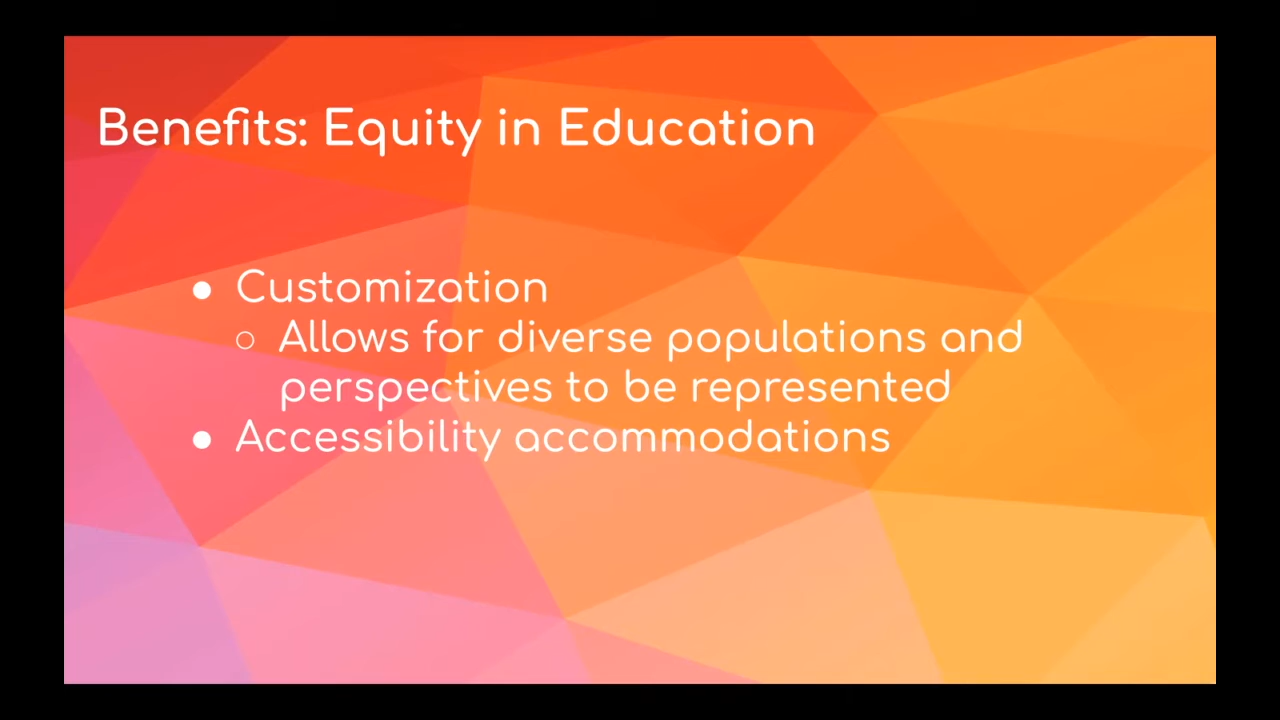 Benefits: Equity in Education
● Customization
○ Allows for diverse populations and
perspectives to be represented
● Accessibility accommodations